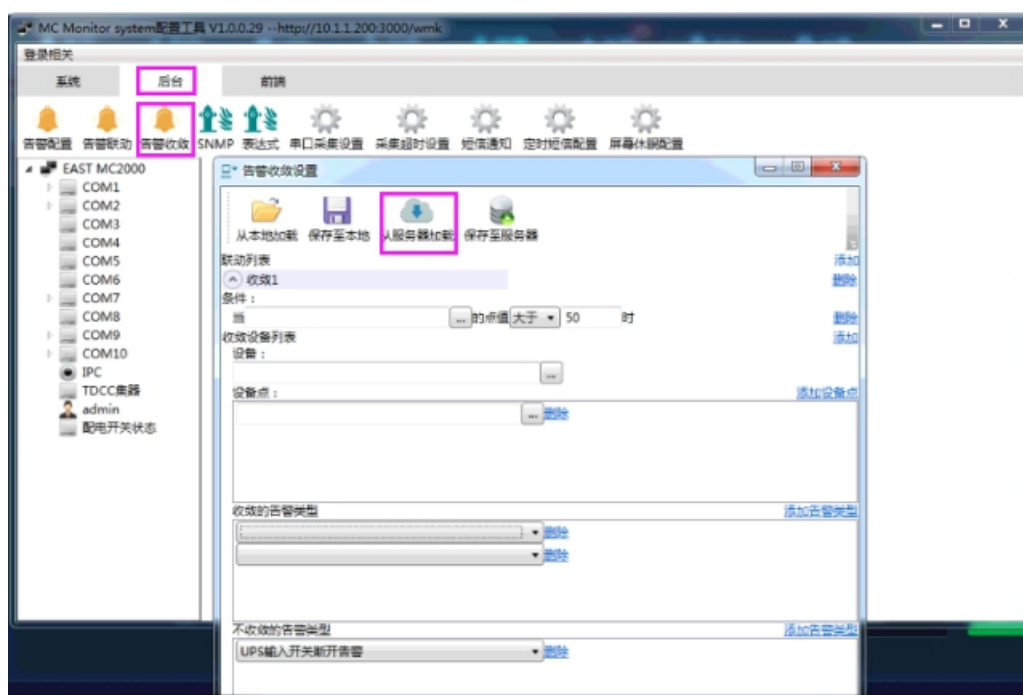 MC Monitor system配置工具 V1.0.0.29 --http://10.1.1.200:3000/wmk
登录相关
系统 后台 前端
告警配置 告警联动 告警收敛 SNMP 表达式 串口采集设置 采集超时设置 短信通知 定时短信配置 屏幕休眠配置
EAST MC2000
COM1
COM2
COM3
COM4
COM5
COM6
COM7
COM8
COM9
COM10
IPC
TDCC集器
admin
配电开关状态
告警收敛设置
从本地加载 保存至本地 从服务器加载 保存至服务器
联动列表 添加
收敛1 删除
条件：
当 ... 的点值 大于 50 时 删除
收敛设备列表 添加
设备：
...
设备点： 添加设备点
... 删除
收敛的告警类型 添加告警类型
删除
删除
不收敛的告警类型 添加告警类型
UPS输入开关断开告警 删除